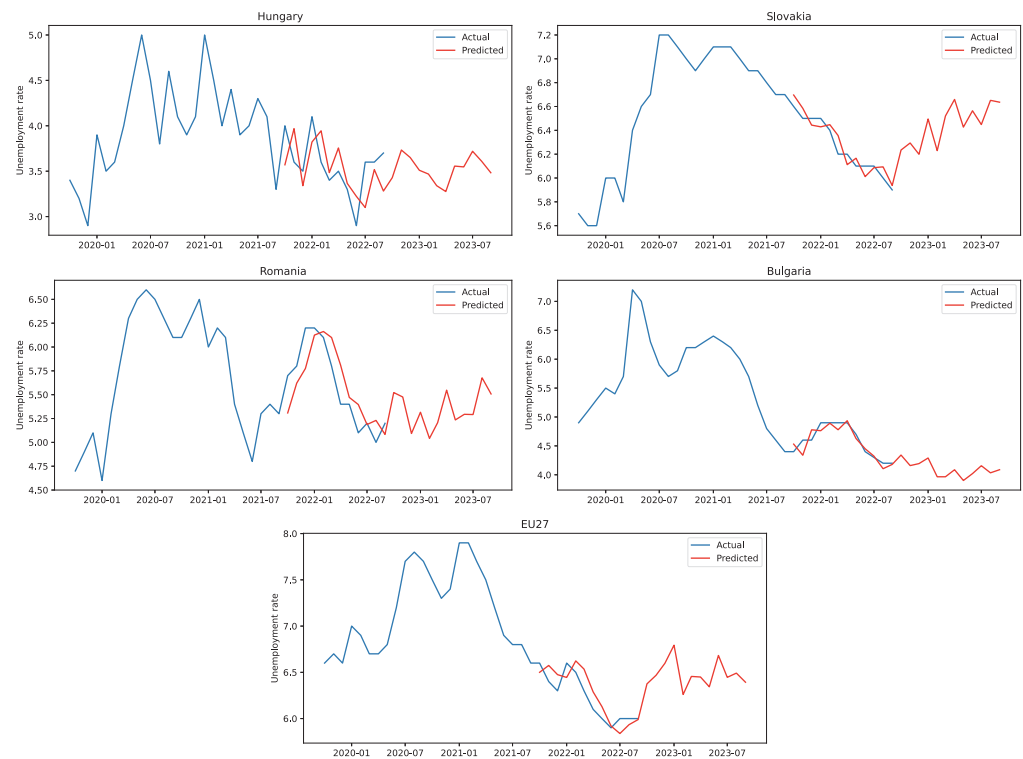 Hungary
Unemployment rate
5.0
4.5
4.0
3.5
3.0
2020-01 2020-07 2021-01 2021-07 2022-01 2022-07 2023-01 2023-07
Actual
Predicted
Slovakia
Unemployment rate
7.2
7.0
6.8
6.6
6.4
6.2
6.0
5.8
5.6
2020-01 2020-07 2021-01 2021-07 2022-01 2022-07 2023-01 2023-07
Actual
Predicted
Romania
Unemployment rate
6.50
6.25
6.00
5.75
5.50
5.25
5.00
4.75
4.50
2020-01 2020-07 2021-01 2021-07 2022-01 2022-07 2023-01 2023-07
Actual
Predicted
Bulgaria
Unemployment rate
7.0
6.5
6.0
5.5
5.0
4.5
4.0
2020-01 2020-07 2021-01 2021-07 2022-01 2022-07 2023-01 2023-07
Actual
Predicted
EU27
Unemployment rate
8.0
7.5
7.0
6.5
6.0
2020-01 2020-07 2021-01 2021-07 2022-01 2022-07 2023-01 2023-07
Actual
Predicted